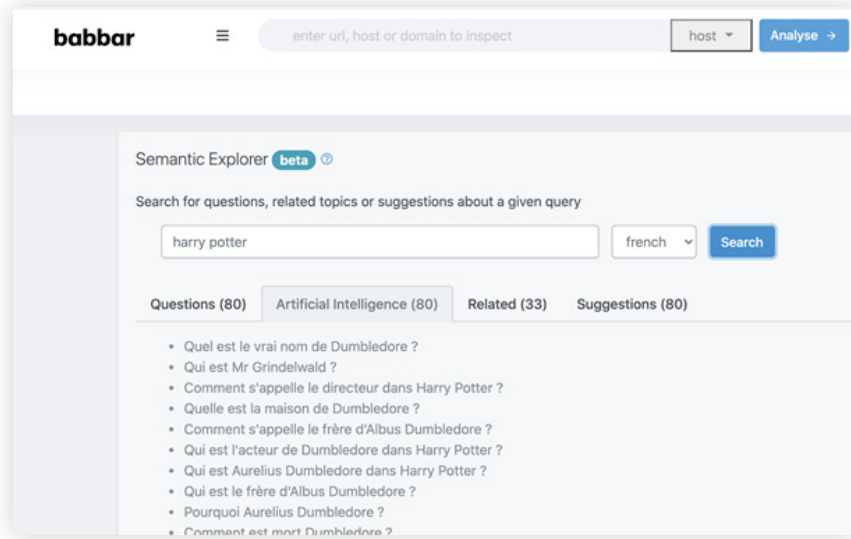 babbar
enter url, host or domain to inspect
host
Analyse →
Semantic Explorer beta ?
Search for questions, related topics or suggestions about a given query
harry potter
french
Search
Questions (80)
Artificial Intelligence (80)
Related (33)
Suggestions (80)
• Quel est le vrai nom de Dumbledore ?
• Qui est Mr Grindelwald ?
• Comment s'appelle le directeur dans Harry Potter ?
• Quelle est la maison de Dumbledore ?
• Comment s'appelle le frère d'Albus Dumbledore ?
• Qui est l'acteur de Dumbledore dans Harry Potter ?
• Qui est Aurelius Dumbledore dans Harry Potter ?
• Qui est le frère d'Albus Dumbledore ?
• Pourquoi Aurelius Dumbledore ?
• Comment est mort Dumbledore ?